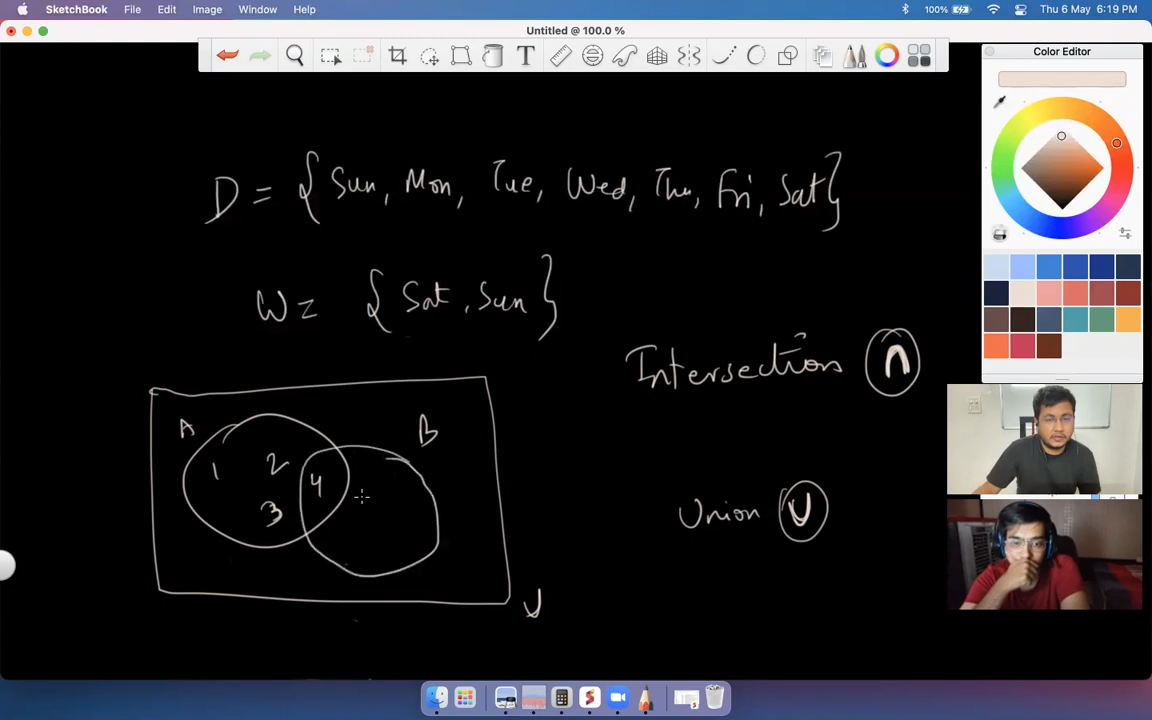 SketchBook File Edit Image Window Help 100% Thu 6 May 6:19 PM
Untitled @ 100.0 %
Color Editor
D = {Sun, Mon, Tue, Wed, Thu, Fri, Sat}
W = {Sat, Sun}
Intersection ∩
A B
1 2 4
3
Union ∪
U